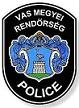 VAS MEGYEI
RENDŐRSÉG
POLICE